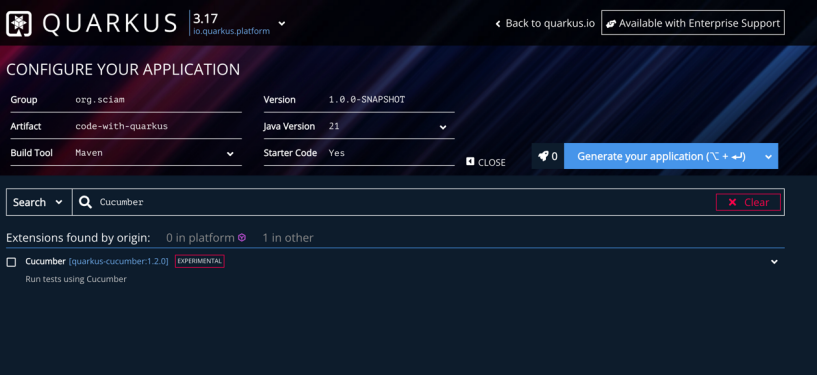 QUARKUS 3.17 io.quarkus.platform
Back to quarkus.io Available with Enterprise Support
CONFIGURE YOUR APPLICATION
Group org.sciam Version 1.0.0-SNAPSHOT
Artifact code-with-quarkus Java Version 21
Build Tool Maven Starter Code Yes
CLOSE
0 Generate your application (⌥ + ↵)
Search Cucumber Clear
Extensions found by origin: 0 in platform 1 in other
Cucumber [quarkus-cucumber:1.2.0] EXPERIMENTAL
Run tests using Cucumber